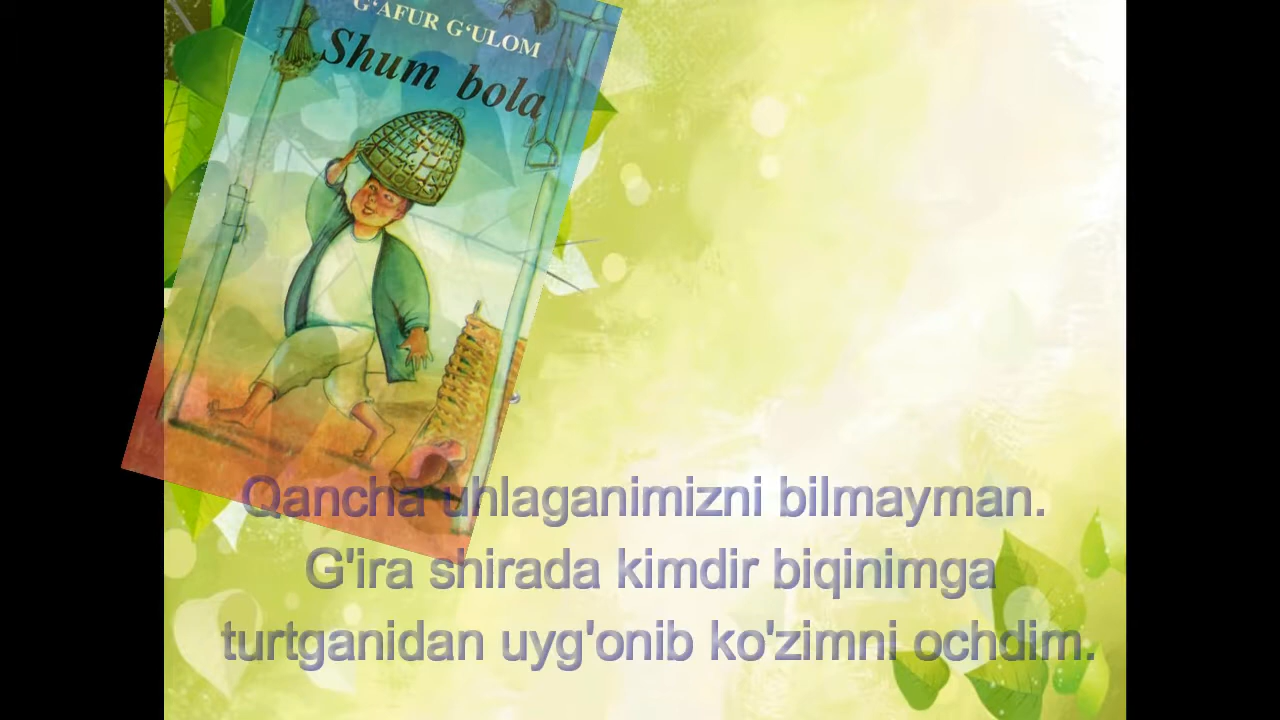 G‘AFUR G‘ULOM
Shum bola
Qancha uhlaganimizni bilmayman.
G'ira shirada kimdir biqinimga
turtganidan uyg'onib ko'zimni ochdim.